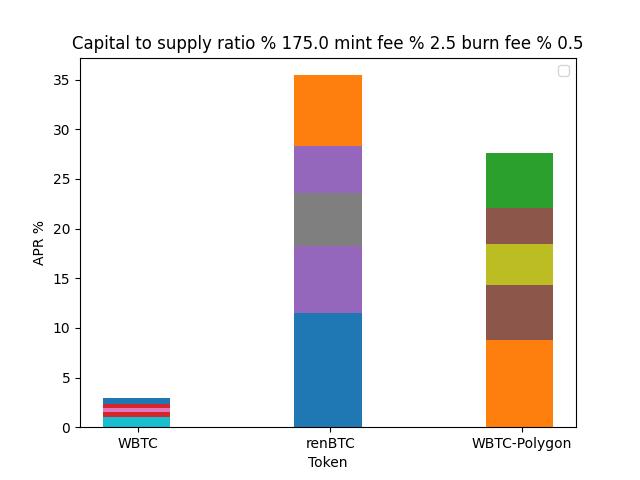 Capital to supply ratio % 175.0 mint fee % 2.5 burn fee % 0.5
35
30
25
20
15
10
5
0
APR %
WBTC renBTC WBTC-Polygon
Token